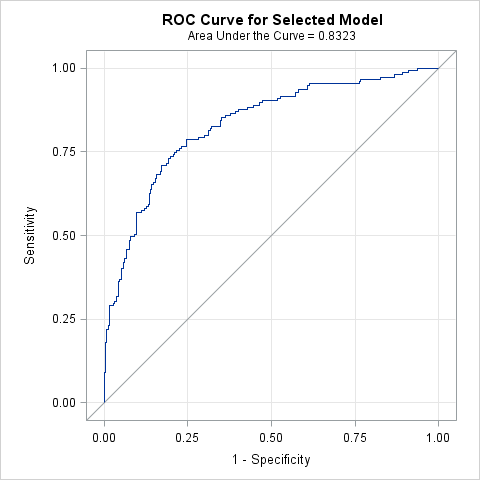 ROC Curve for Selected Model
Area Under the Curve = 0.8323
1.00
0.75
0.50
0.25
0.00
Sensitivity
0.00 0.25 0.50 0.75 1.00
1 - Specificity